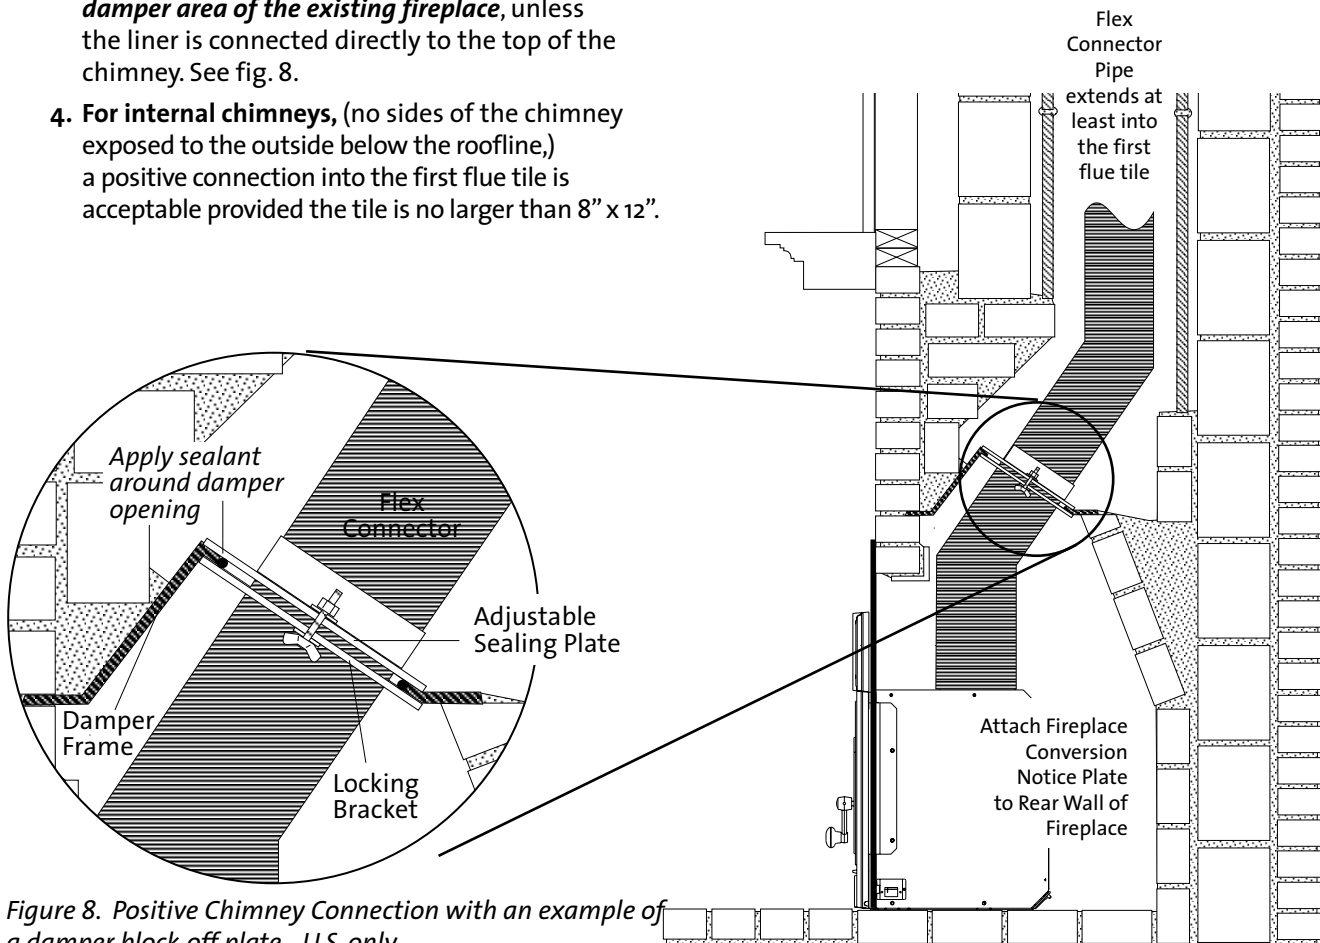 damper area of the existing fireplace, unless
the liner is connected directly to the top of the
chimney. See fig. 8.
4. For internal chimneys, (no sides of the chimney
exposed to the outside below the roofline,)
a positive connection into the first flue tile is
acceptable provided the tile is no larger than 8” x 12”.
Flex
Connector
Pipe
extends at
least into
the first
flue tile
Apply sealant
around damper
opening
Flex
Connector
Adjustable
Sealing Plate
Damper
Frame
Locking
Bracket
Attach Fireplace
Conversion
Notice Plate
to Rear Wall of
Fireplace
Figure 8. Positive Chimney Connection with an example of
a damper block-off plate - U.S. only